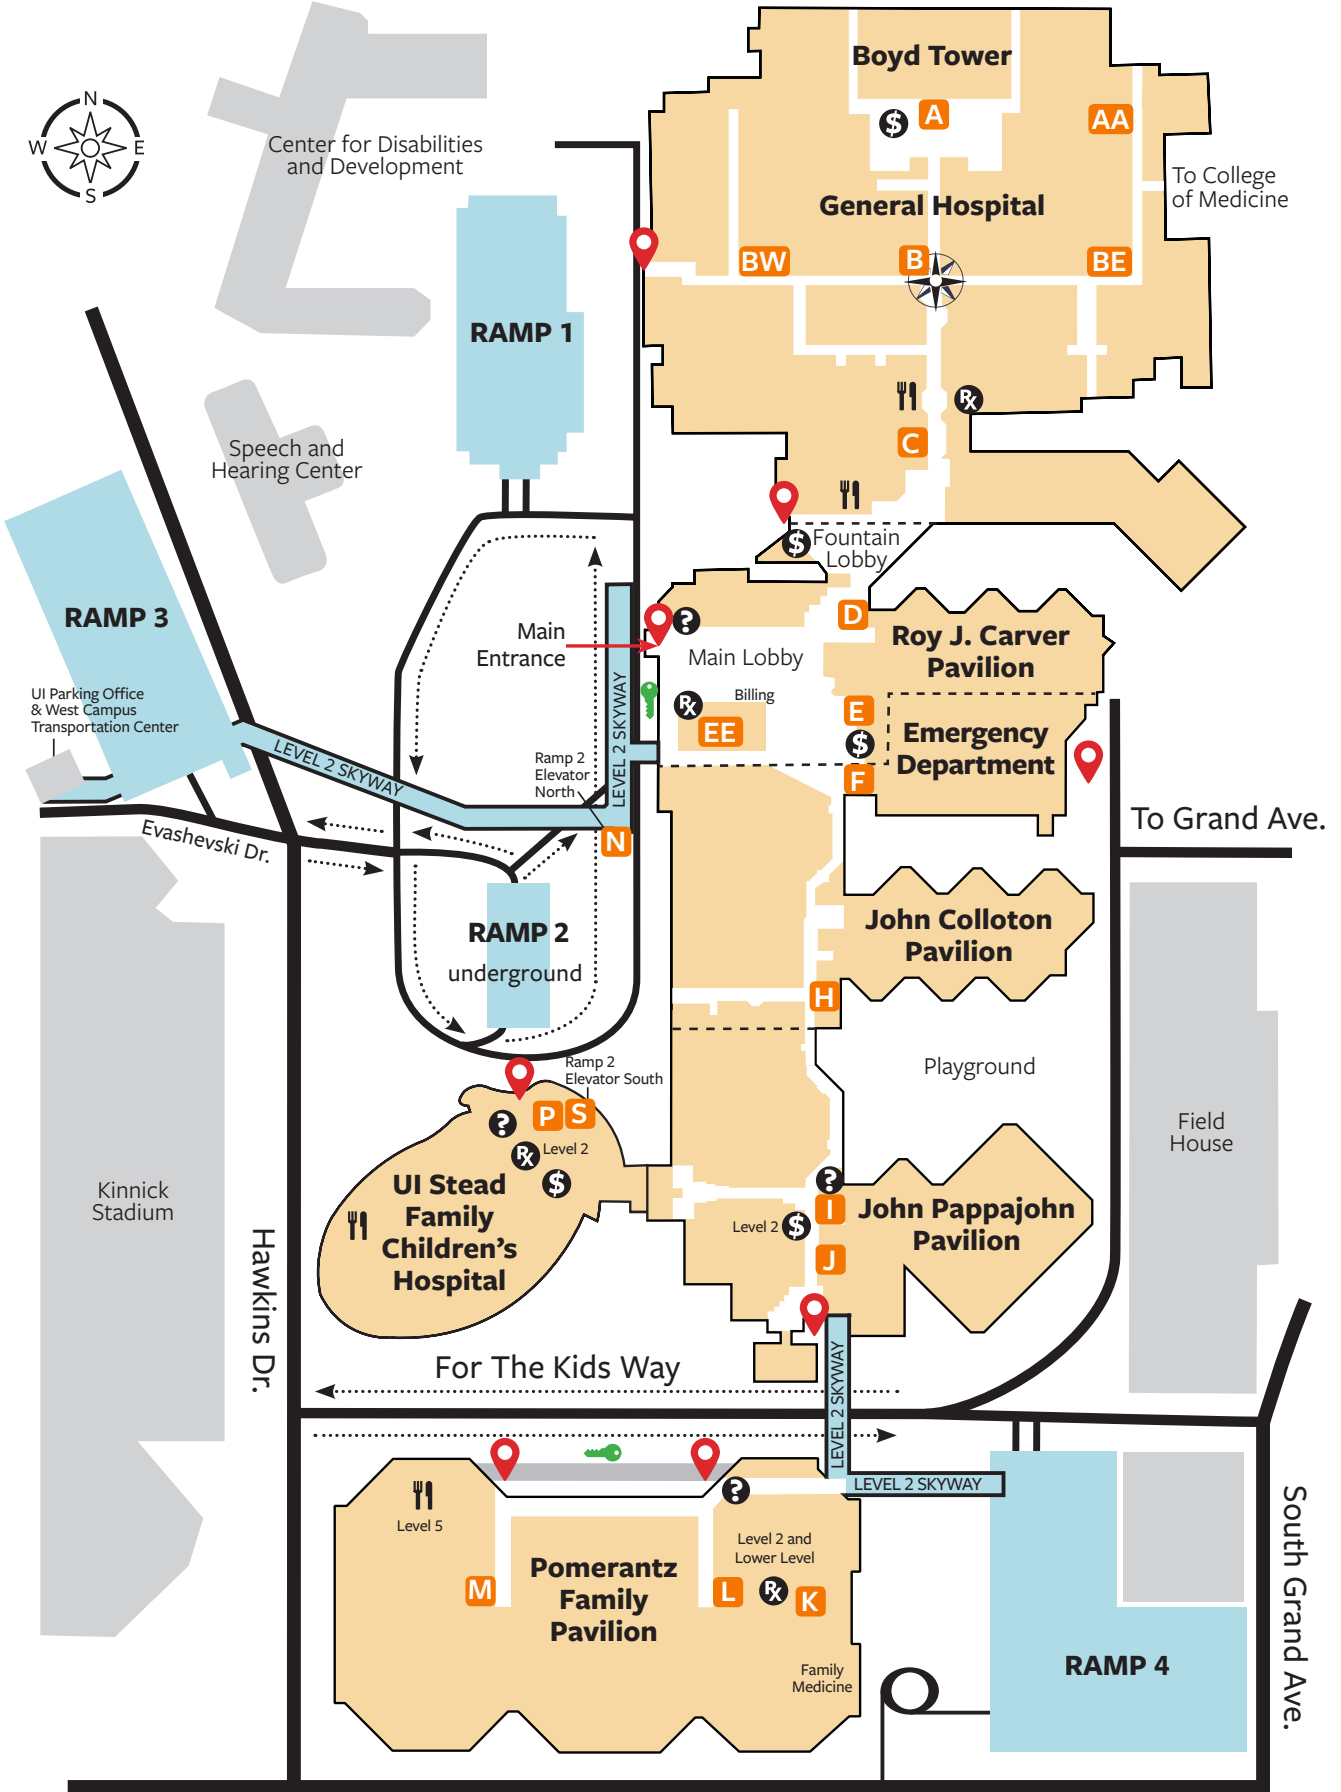 Boyd Tower
$
A
AA
N
W
E
S
Center for Disabilities
and Development
To College
of Medicine
General Hospital
BW
B
BE
RAMP 1
Rx
C
Speech and
Hearing Center
$
Fountain
Lobby
RAMP 3
D
?
Main
Entrance
Main Lobby
Roy J. Carver
Pavilion
UI Parking Office
& West Campus
Transportation Center
LEVEL 2 SKYWAY
Rx
Billing
EE
E
$
F
Emergency
Department
LEVEL 2 SKYWAY
Ramp 2
Elevator
North
N
Evashevski Dr.
To Grand Ave.
RAMP 2
underground
John Colloton
Pavilion
H
Ramp 2
Elevator South
Playground
?
P
S
Rx
Level 2
$
Field
House
UI Stead
Family
Children's
Hospital
Kinnick
Stadium
?
I
Level 2
$
J
John Pappajohn
Pavilion
Hawkins Dr.
For The Kids Way
LEVEL 2 SKYWAY
LEVEL 2 SKYWAY
?
Level 5
Level 2 and
Lower Level
M
Pomerantz
Family
Pavilion
L
Rx
K
Family
Medicine
RAMP 4
South Grand Ave.